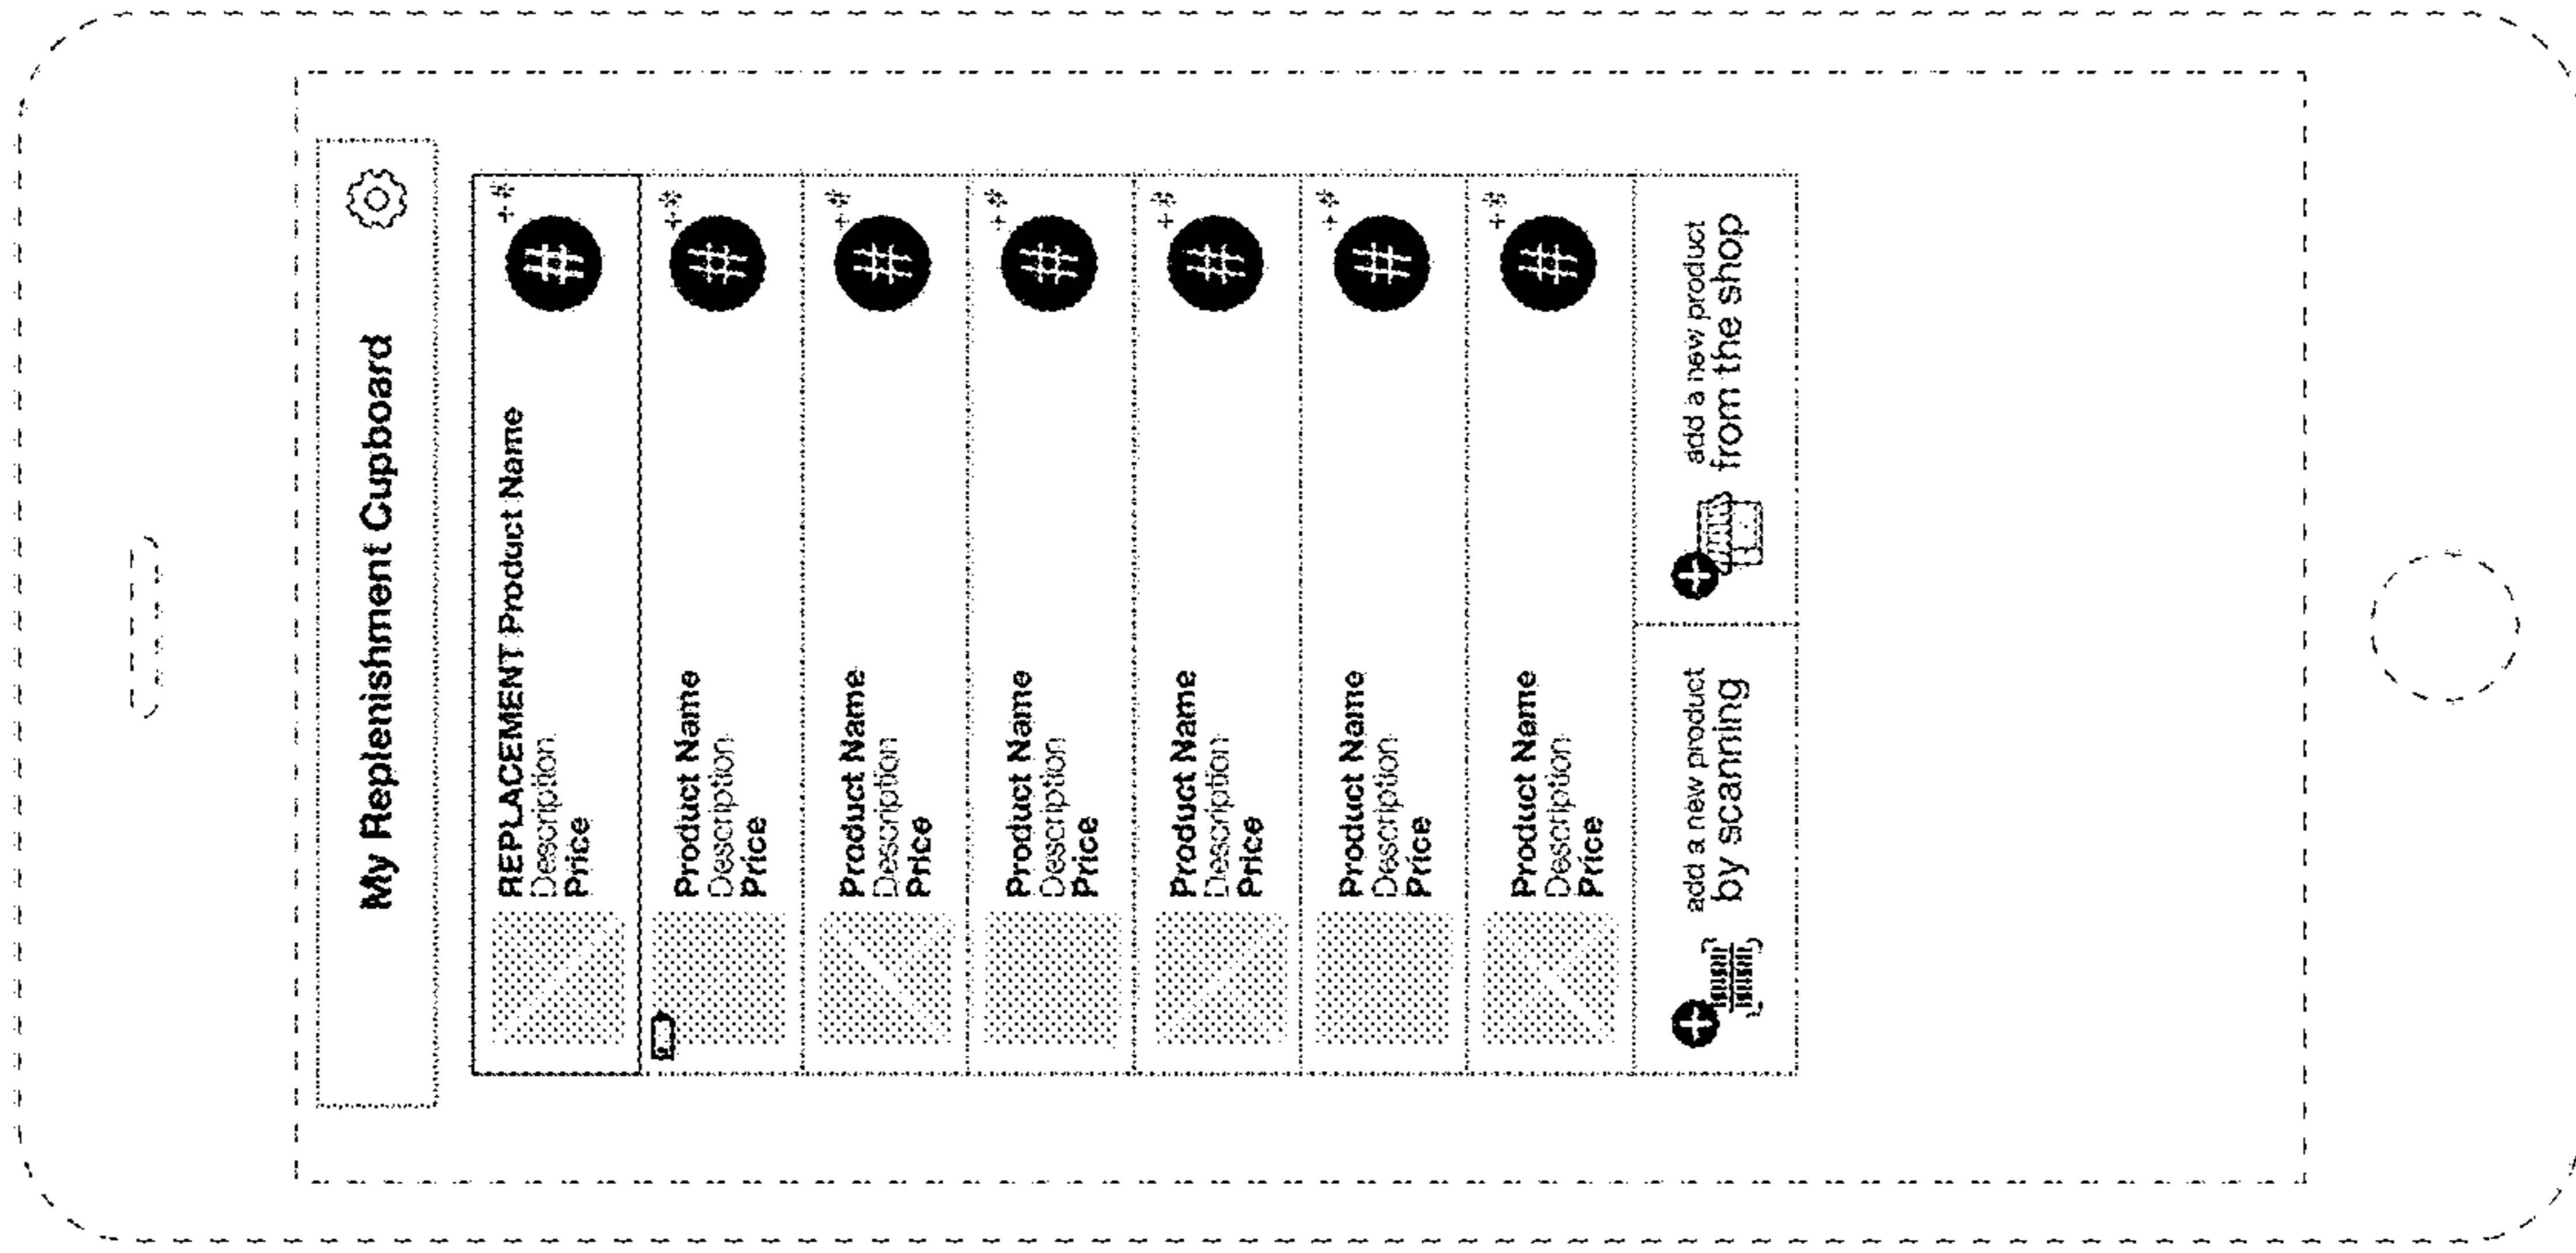 My Replenishment Cupboard
REPLACEMENT Product Name
+#
Description
#
Price
Product Name
+#
Description
#
Price
Product Name
+#
Description
#
Price
Product Name
+#
Description
#
Price
Product Name
+#
Description
#
Price
Product Name
+#
Description
#
Price
Product Name
+#
Description
#
Price
add a new product
by scanning
add a new product
from the shop